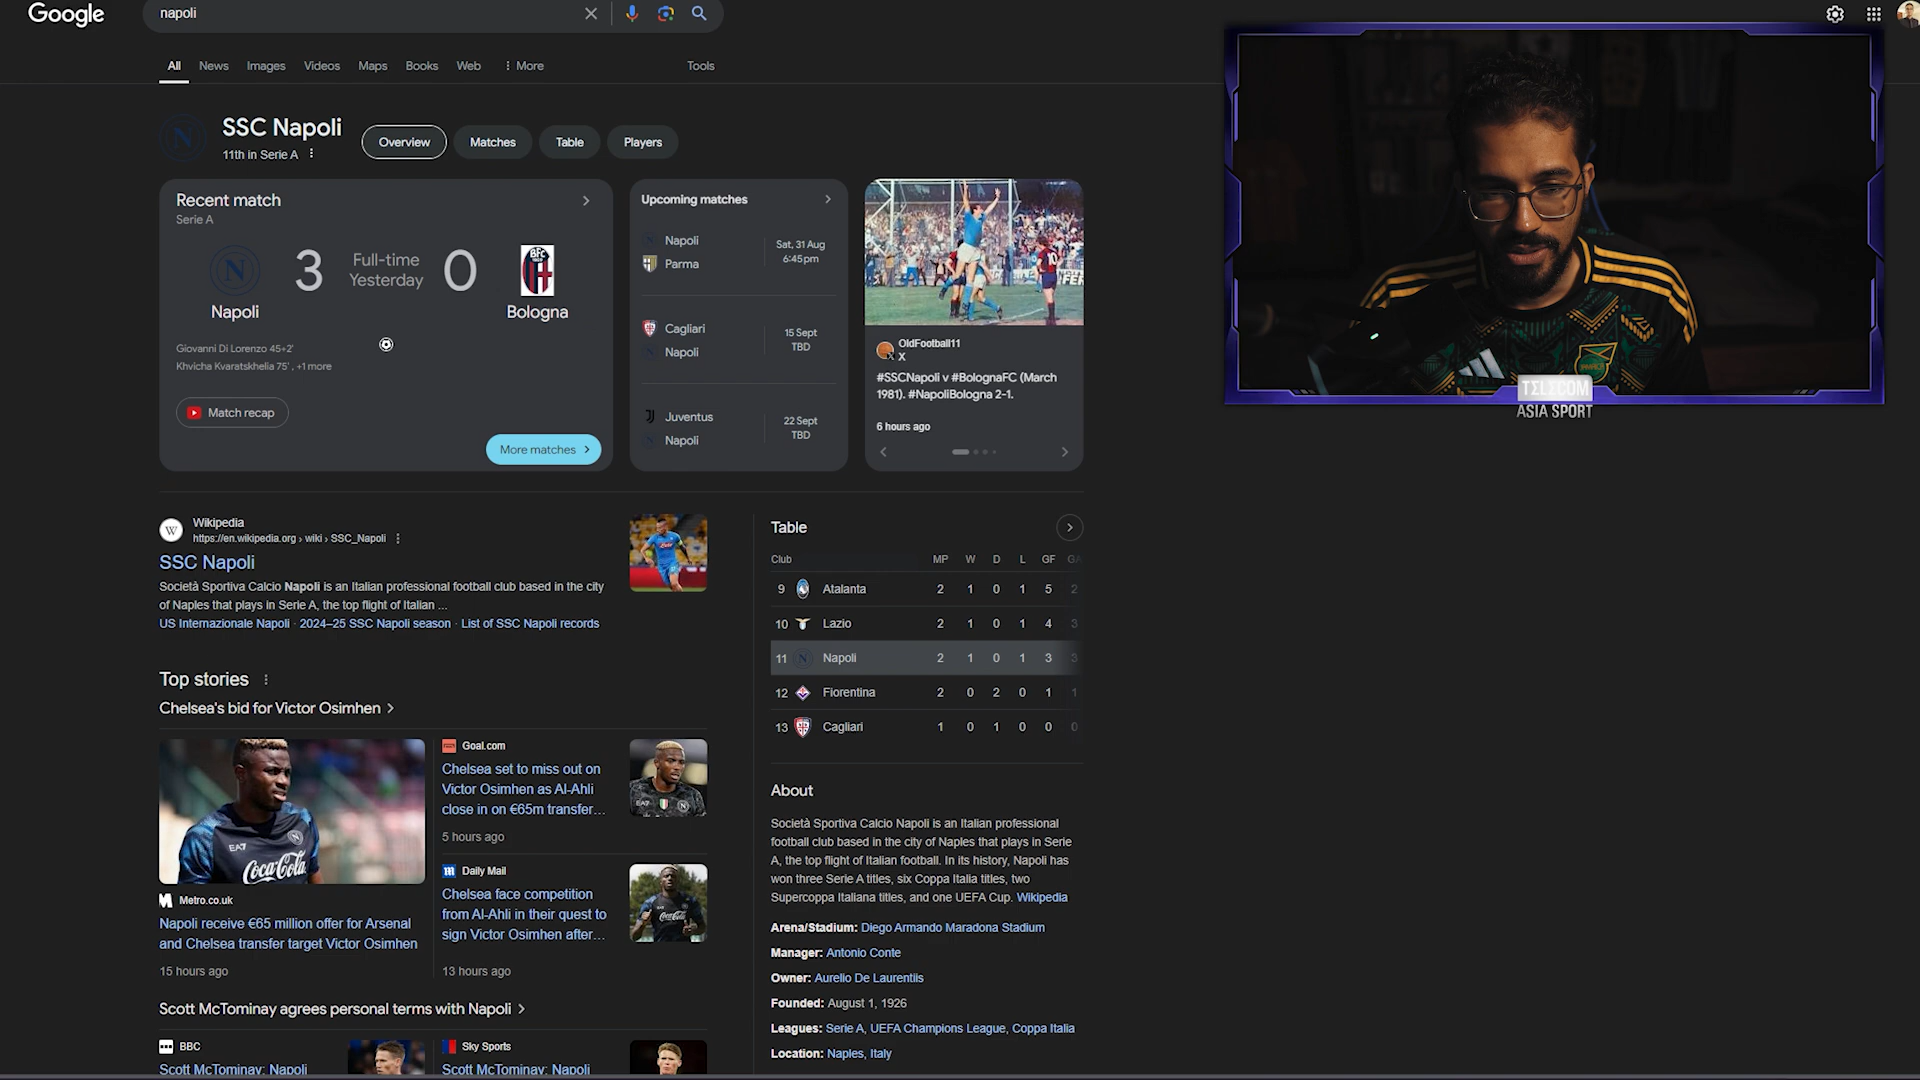 Google
napoli
All
News
Images
Videos
Maps
Books
Web
More
Tools
SSC Napoli
11th in Serie A
Overview
Matches
Table
Players
Recent match
Serie A
3
Full-time
Yesterday
0
Napoli
Bologna
Giovanni Di Lorenzo 45+2'
Khvicha Kvaratskhelia 75' , +1 more
Match recap
More matches
Upcoming matches
Napoli
Parma
Sat, 31 Aug
6:45 pm
Cagliari
Napoli
15 Sept
TBD
Juventus
Napoli
22 Sept
TBD
OldFootball11
X
#SSCNapoli v #BolognaFC (March
1981). #NapoliBologna 2-1.
6 hours ago
TELECOM
ASIA SPORT
Wikipedia
https://en.wikipedia.org › wiki › SSC_Napoli
SSC Napoli
Società Sportiva Calcio Napoli is an Italian professional football club based in the city
of Naples that plays in Serie A, the top flight of Italian ...
US Internazionale Napoli · 2024–25 SSC Napoli season · List of SSC Napoli records
Top stories
Chelsea's bid for Victor Osimhen
EA7
Coca-Cola
Metro.co.uk
Napoli receive €65 million offer for Arsenal
and Chelsea transfer target Victor Osimhen
15 hours ago
Goal.com
Chelsea set to miss out on
Victor Osimhen as Al-Ahli
close in on €65m transfer...
5 hours ago
Daily Mail
Chelsea face competition
from Al-Ahli in their quest to
sign Victor Osimhen after...
13 hours ago
Scott McTominay agrees personal terms with Napoli
BBC
Scott McTominay: Napoli
Sky Sports
Scott McTominay: Napoli
Table
Club MP W D L GF GA
9 Atalanta 2 1 0 1 5 2
10 Lazio 2 1 0 1 4 3
11 Napoli 2 1 0 1 3 3
12 Fiorentina 2 0 2 0 1 1
13 Cagliari 1 0 1 0 0 0
About
Società Sportiva Calcio Napoli is an Italian professional
football club based in the city of Naples that plays in Serie
A, the top flight of Italian football. In its history, Napoli has
won three Serie A titles, six Coppa Italia titles, two
Supercoppa Italiana titles, and one UEFA Cup. Wikipedia
Arena/Stadium: Diego Armando Maradona Stadium
Manager: Antonio Conte
Owner: Aurelio De Laurentiis
Founded: August 1, 1926
Leagues: Serie A, UEFA Champions League, Coppa Italia
Location: Naples, Italy